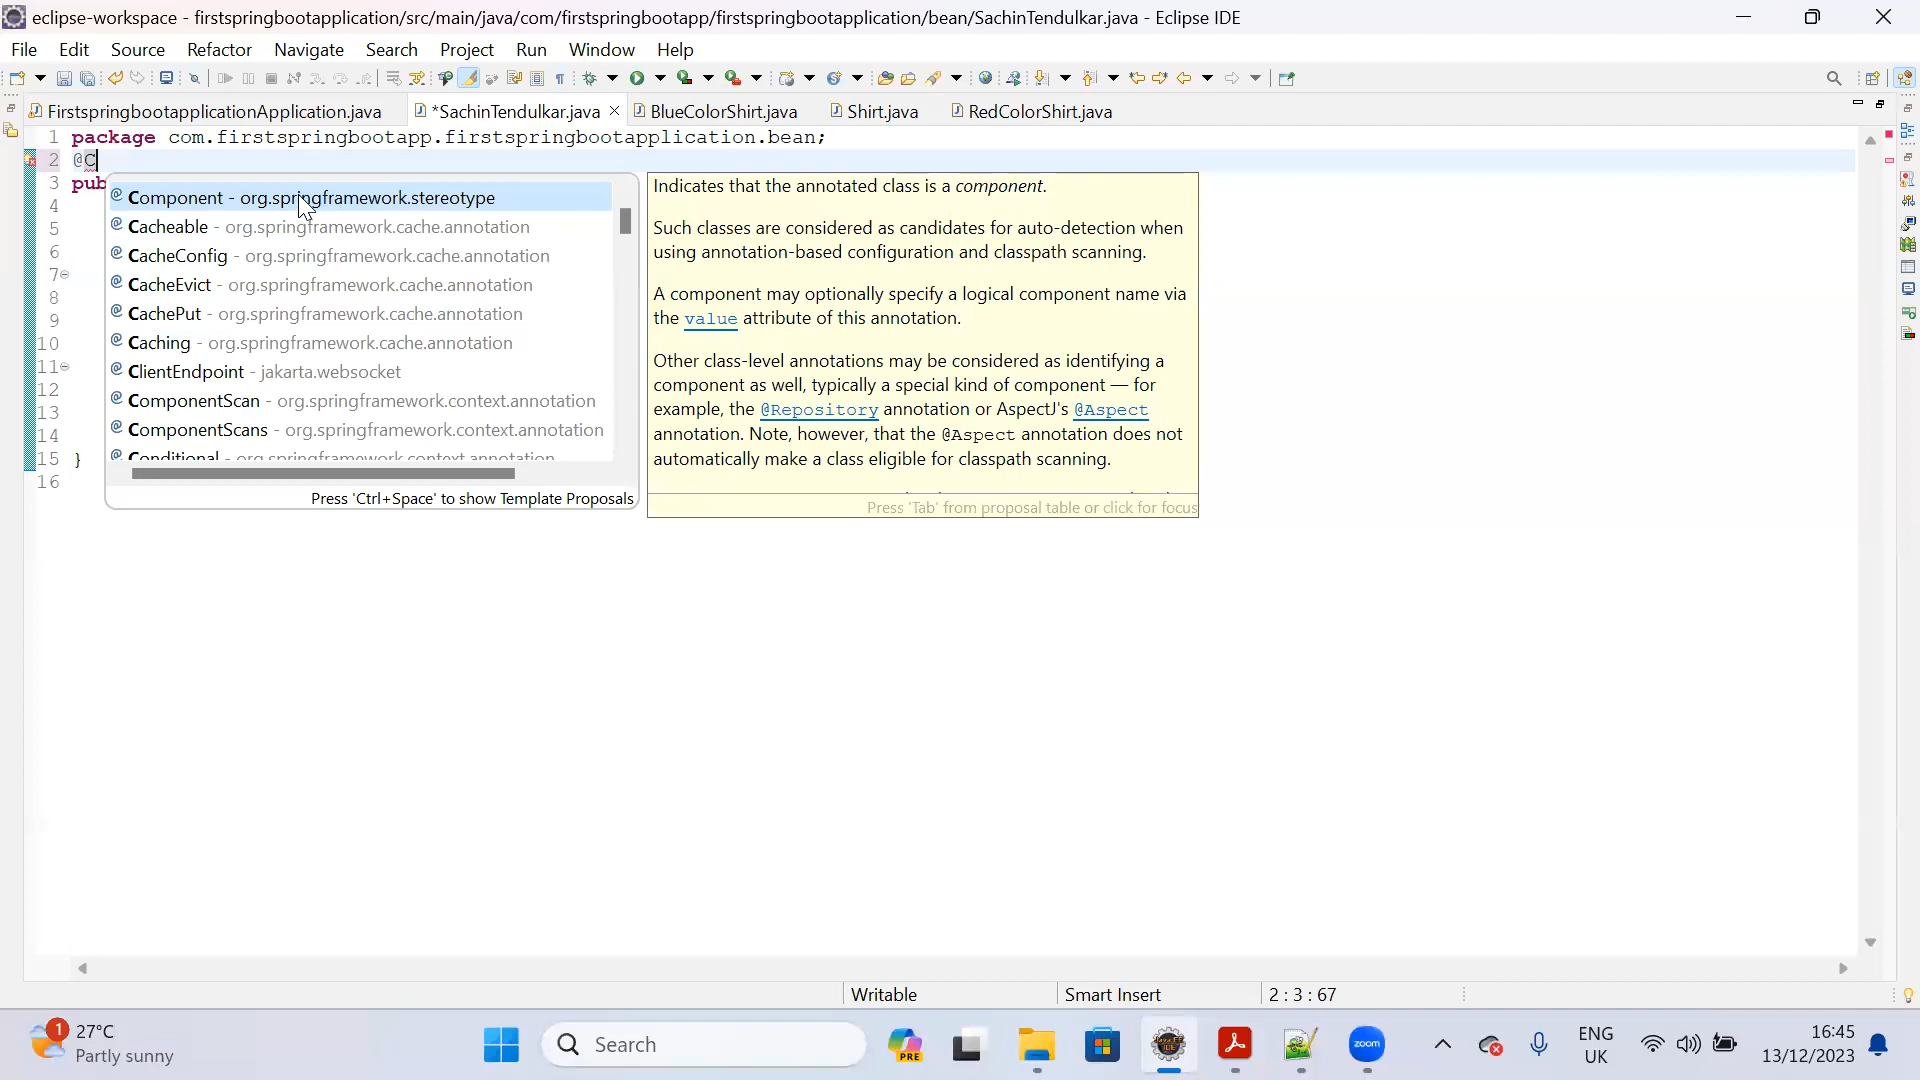 eclipse-workspace - firstspringbootapplication/src/main/java/com/firstspringbootapp/firstspringbootapplication/bean/SachinTendulkar.java - Eclipse IDE
File Edit Source Refactor Navigate Search Project Run Window Help
FirstspringbootapplicationApplication.java *SachinTendulkar.java BlueColorShirt.java Shirt.java RedColorShirt.java
1 package com.firstspringbootapp.firstspringbootapplication.bean;
2 @C
3 pub
4
5
6
7
8
9
10
11
12
13
14
15 }
16
Component - org.springframework.stereotype
Cacheable - org.springframework.cache.annotation
CacheConfig - org.springframework.cache.annotation
CacheEvict - org.springframework.cache.annotation
CachePut - org.springframework.cache.annotation
Caching - org.springframework.cache.annotation
ClientEndpoint - jakarta.websocket
ComponentScan - org.springframework.context.annotation
ComponentScans - org.springframework.context.annotation
Conditional - org.springframework.context.annotation
Press 'Ctrl+Space' to show Template Proposals
Indicates that the annotated class is a component.
Such classes are considered as candidates for auto-detection when
using annotation-based configuration and classpath scanning.
A component may optionally specify a logical component name via
the value attribute of this annotation.
Other class-level annotations may be considered as identifying a
component as well, typically a special kind of component — for
example, the @Repository annotation or AspectJ's @Aspect
annotation. Note, however, that the @Aspect annotation does not
automatically make a class eligible for classpath scanning.
Press 'Tab' from proposal table or click for focus
Writable Smart Insert 2 : 3 : 67
1 27°C
Partly sunny
Search
PRE
Java EE
IDE
zoom
ENG
UK
16:45
13/12/2023